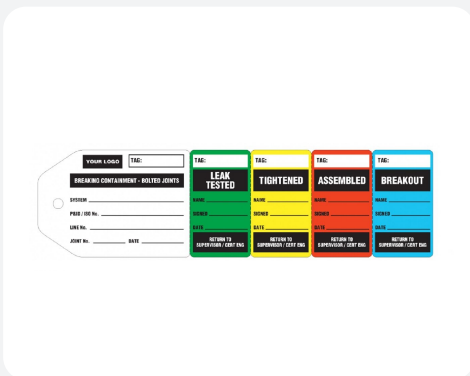 YOUR LOGO
TAG:
BREAKING CONTAINMENT - BOLTED JOINTS
SYSTEM
P&ID / ISO No.
LINE No.
JOINT No. DATE
TAG:
LEAK
TESTED
NAME
SIGNED
DATE
RETURN TO
SUPERVISOR / CERT ENG
TAG:
TIGHTENED
NAME
SIGNED
DATE
RETURN TO
SUPERVISOR / CERT ENG
TAG:
ASSEMBLED
NAME
SIGNED
DATE
RETURN TO
SUPERVISOR / CERT ENG
TAG:
BREAKOUT
NAME
SIGNED
DATE
RETURN TO
SUPERVISOR / CERT ENG